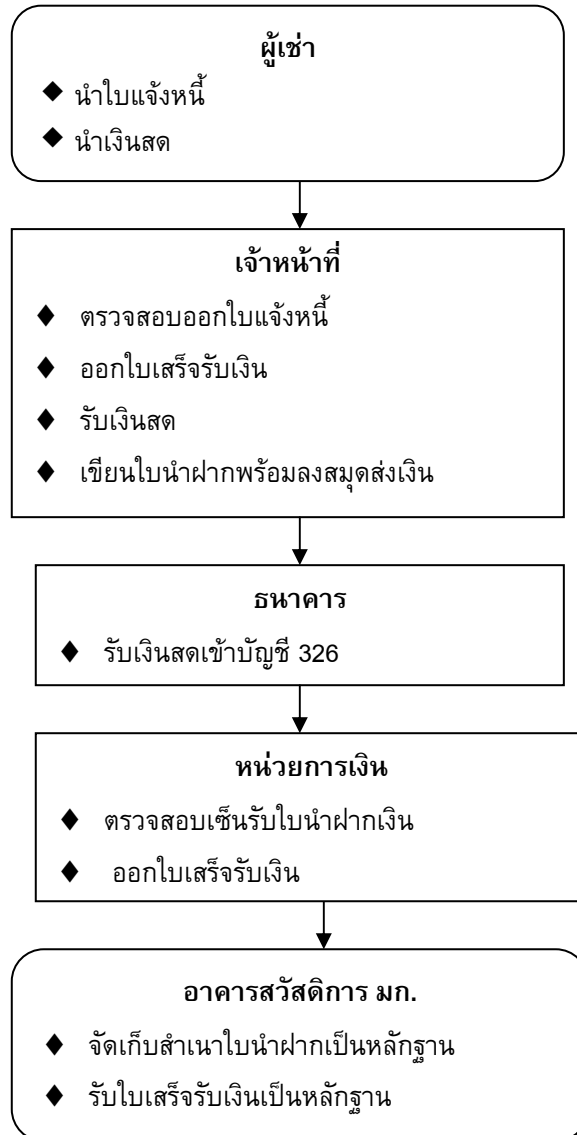 ผู้เช่า
◆ นำใบแจ้งหนี้
◆ นำเงินสด
เจ้าหน้าที่
◆ ตรวจสอบออกใบแจ้งหนี้
◆ ออกใบเสร็จรับเงิน
◆ รับเงินสด
◆ เขียนใบนำฝากพร้อมลงสมุดส่งเงิน
ธนาคาร
◆ รับเงินสดเข้าบัญชี 326
หน่วยการเงิน
◆ ตรวจสอบเซ็นรับใบนำฝากเงิน
◆ ออกใบเสร็จรับเงิน
อาคารสวัสดิการ มก.
◆ จัดเก็บสำเนาใบนำฝากเป็นหลักฐาน
◆ รับใบเสร็จรับเงินเป็นหลักฐาน